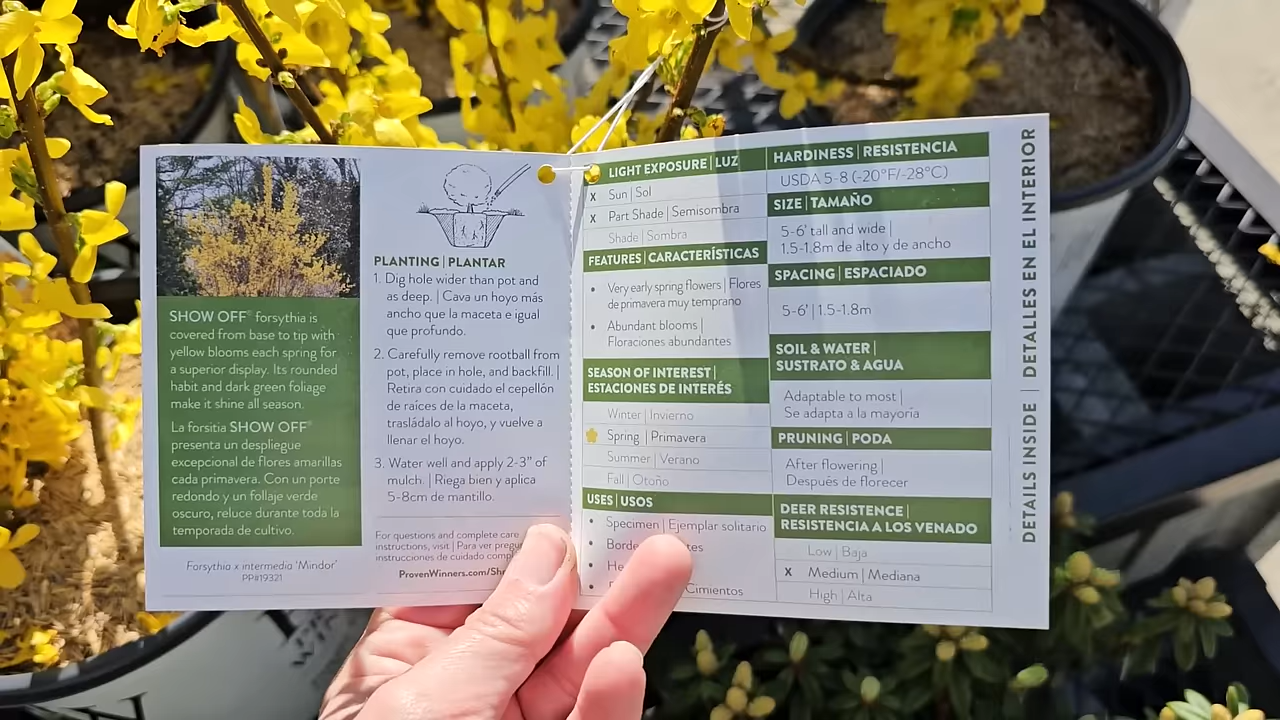 SHOW OFF® forsythia is
covered from base to tip with
yellow blooms each spring for
a superior display. Its rounded
habit and dark green foliage
make it shine all season.
La forsitia SHOW OFF®
presenta un despliegue
excepcional de flores amarillas
cada primavera. Con un porte
redondo y un follaje verde
oscuro, reluce durante toda la
temporada de cultivo.
Forsythia x intermedia 'Mindor'
PP#19321
PLANTING | PLANTAR
1. Dig hole wider than pot and
as deep. | Cava un hoyo más
ancho que la maceta e igual
que profundo.
2. Carefully remove rootball from
pot, place in hole, and backfill. |
Retira con cuidado el cepellón
de raíces de la maceta,
trasládalo al hoyo, y vuelve a
llenar el hoyo.
3. Water well and apply 2-3" of
mulch. | Riega bien y aplica
5-8cm de mantillo.
For questions and complete care
instructions, visit | Para ver
instrucciones de cuidado
ProvenWinners.com/
LIGHT EXPOSURE | LUZ
X Sun | Sol
X Part Shade | Semisombra
Shade | Sombra
FEATURES | CARACTERÍSTICAS
• Very early spring flowers | Flores
de primavera muy temprano
• Abundant blooms |
Floraciones abundantes
SEASON OF INTEREST |
ESTACIONES DE INTERÉS
Winter | Invierno
Spring | Primavera
Summer | Verano
Fall | Otoño
USES | USOS
• Specimen | Ejemplar solitario
•
•
• Cimientos
HARDINESS | RESISTENCIA
USDA 5-8 (-20°F/-28°C)
SIZE | TAMAÑO
5-6' tall and wide |
1.5-1.8m de alto y de ancho
SPACING | ESPACIADO
5-6' | 1.5-1.8m
SOIL & WATER |
SUSTRATO & AGUA
Adaptable to most |
Se adapta a la mayoría
PRUNING | PODA
After flowering |
Después de florecer
DEER RESISTENCE |
RESISTENCIA A LOS VENADO
Low | Baja
X Medium | Mediana
High | Alta
DETAILS INSIDE | DETALLES EN EL INTERIOR